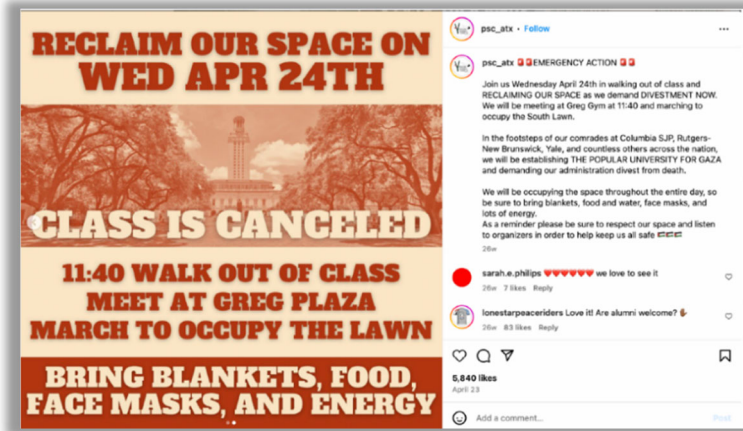 RECLAIM OUR SPACE ON
WED APR 24TH
CLASS IS CANCELED
11:40 WALK OUT OF CLASS
MEET AT GREG PLAZA
MARCH TO OCCUPY THE LAWN
BRING BLANKETS, FOOD,
FACE MASKS, AND ENERGY
psc_atx • Follow
psc_atx 🚨🚨EMERGENCY ACTION 🚨🚨
Join us Wednesday April 24th in walking out of class and
RECLAIMING OUR SPACE as we demand DIVESTMENT NOW.
We will be meeting at Greg Gym at 11:40 and marching to
occupy the South Lawn.
In the footsteps of our comrades at Columbia SJP, Rutgers-
New Brunswick, Yale, and countless others across the nation,
we will be establishing THE POPULAR UNIVERSITY FOR GAZA
and demanding our administration divest from death.
We will be occupying the space throughout the entire day, so
be sure to bring blankets, food and water, face masks, and
lots of energy.
As a reminder please be sure to respect our space and listen
to organizers in order to help keep us all safe 🇵🇸🇵🇸🇵🇸
26w
sarah.e.philips ❤️❤️❤️❤️❤️❤️❤️ we love to see it
26w 7 likes Reply
lonestarpeaceriders Love it! Are alumni welcome? ✊🏾
26w 83 likes Reply
5,840 likes
April 23
Add a comment...
Post